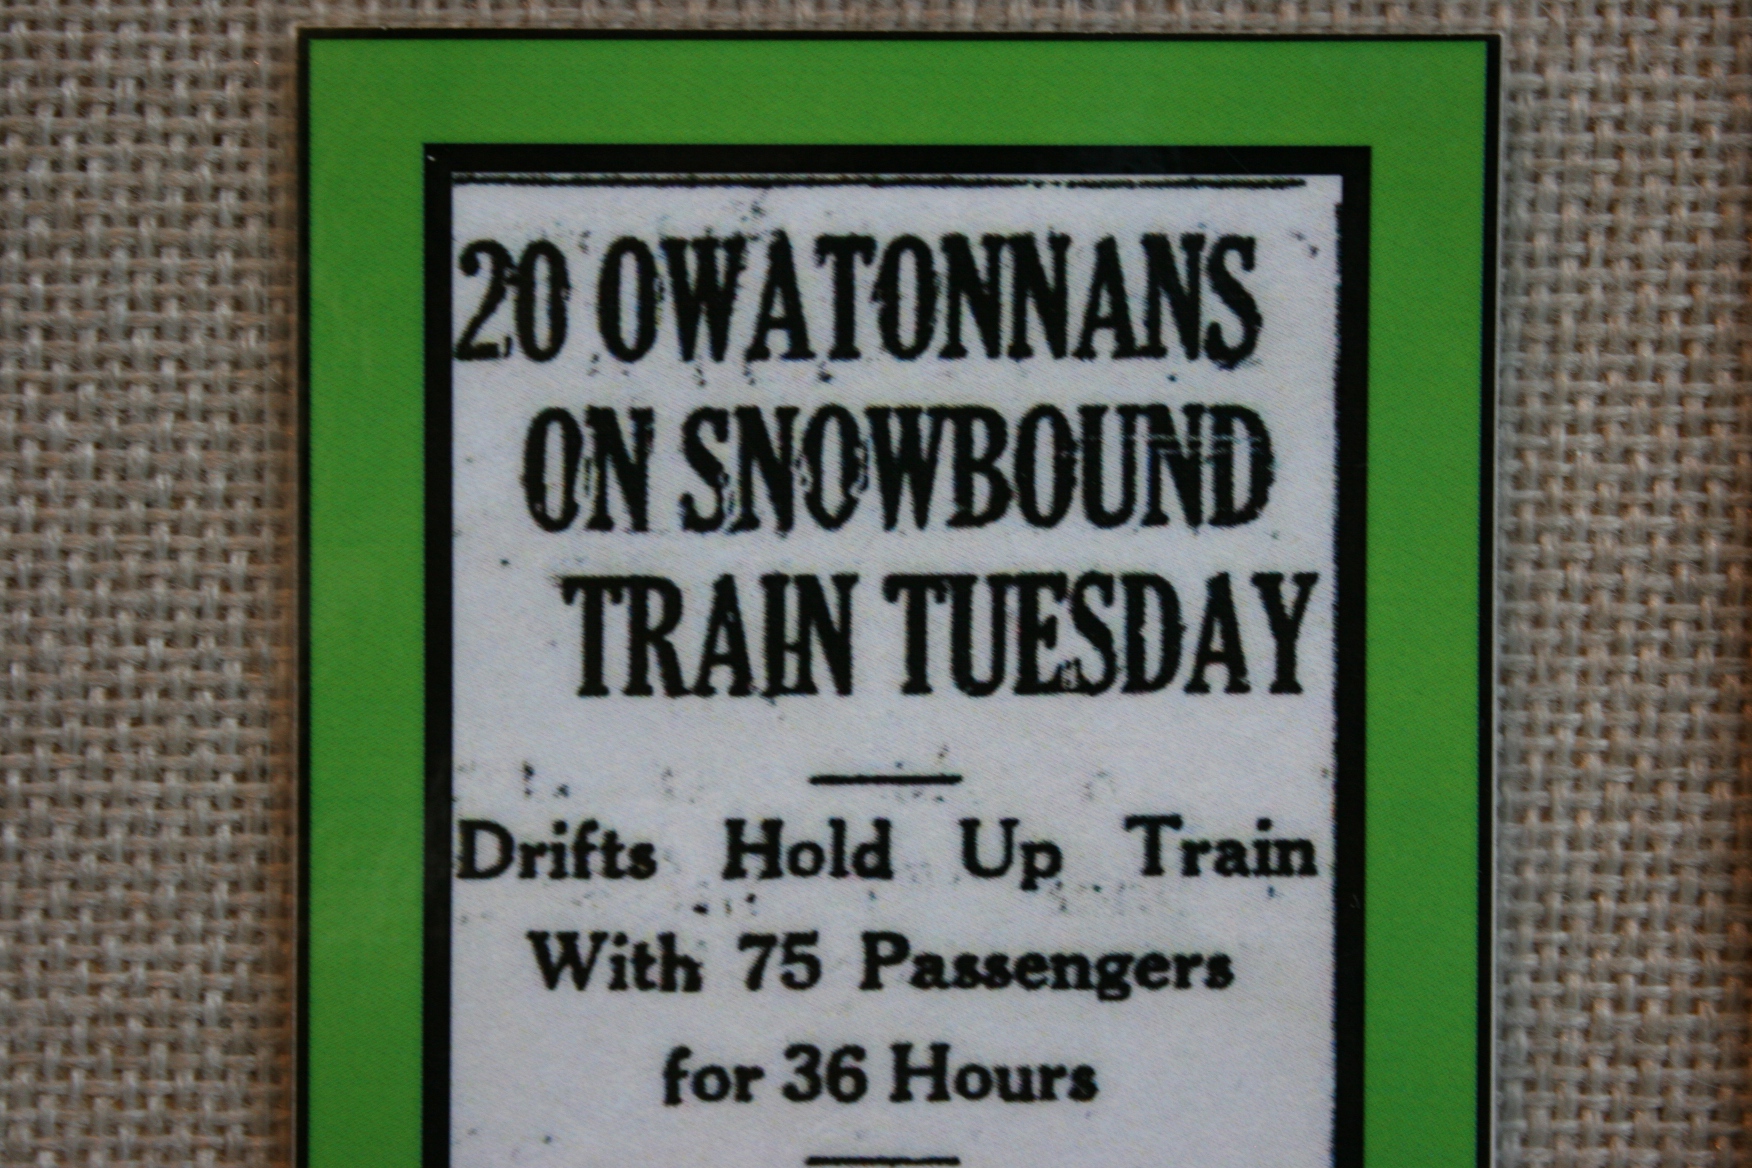 20 OWATONNANS
ON SNOWBOUND
TRAIN TUESDAY
Drifts Hold Up Train
With 75 Passengers
for 36 Hours